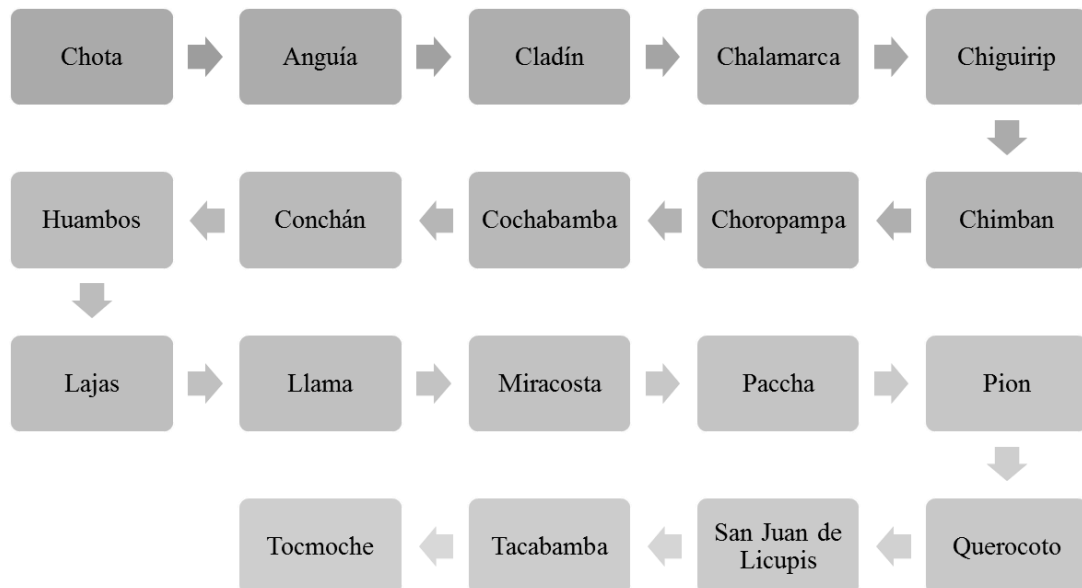 Chota
Anguía
Cladín
Chalamarca
Chiguirip
Chimban
Choropampa
Cochabamba
Conchán
Huambos
Lajas
Llama
Miracosta
Paccha
Pion
Querocoto
San Juan de
Licupis
Tacabamba
Tocmoche